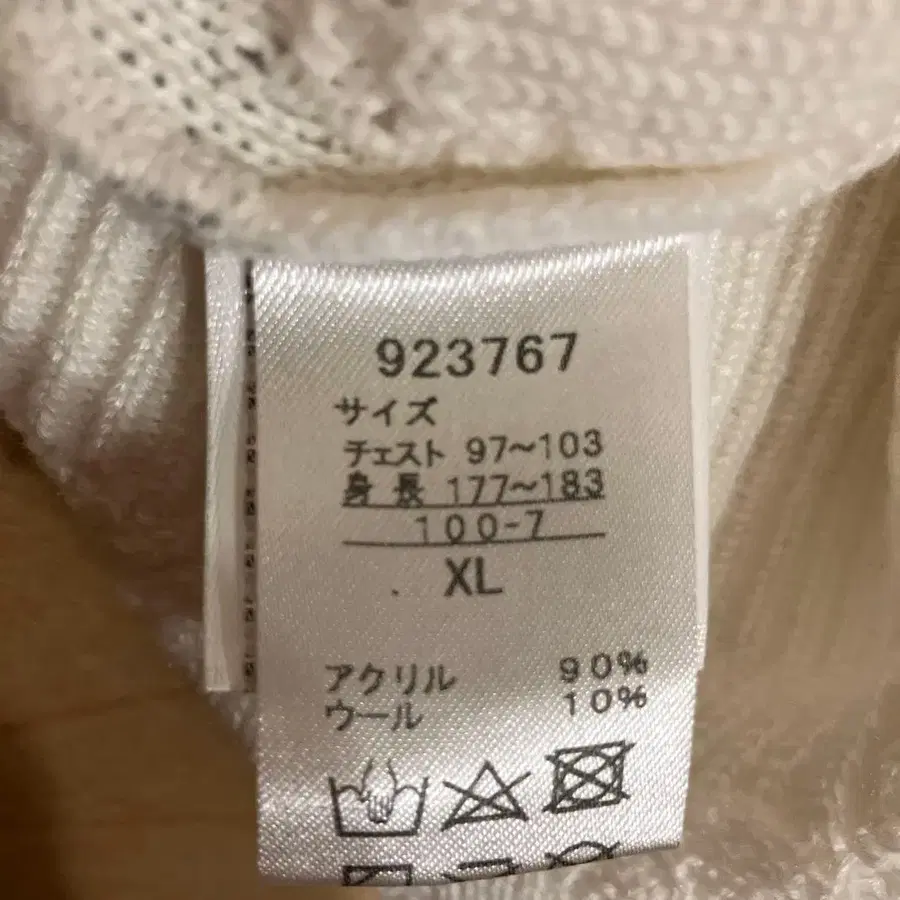 923767
サイズ
チェスト 97〜103
身長 177〜183
100-7
XL
アクリル 90%
ウール 10%